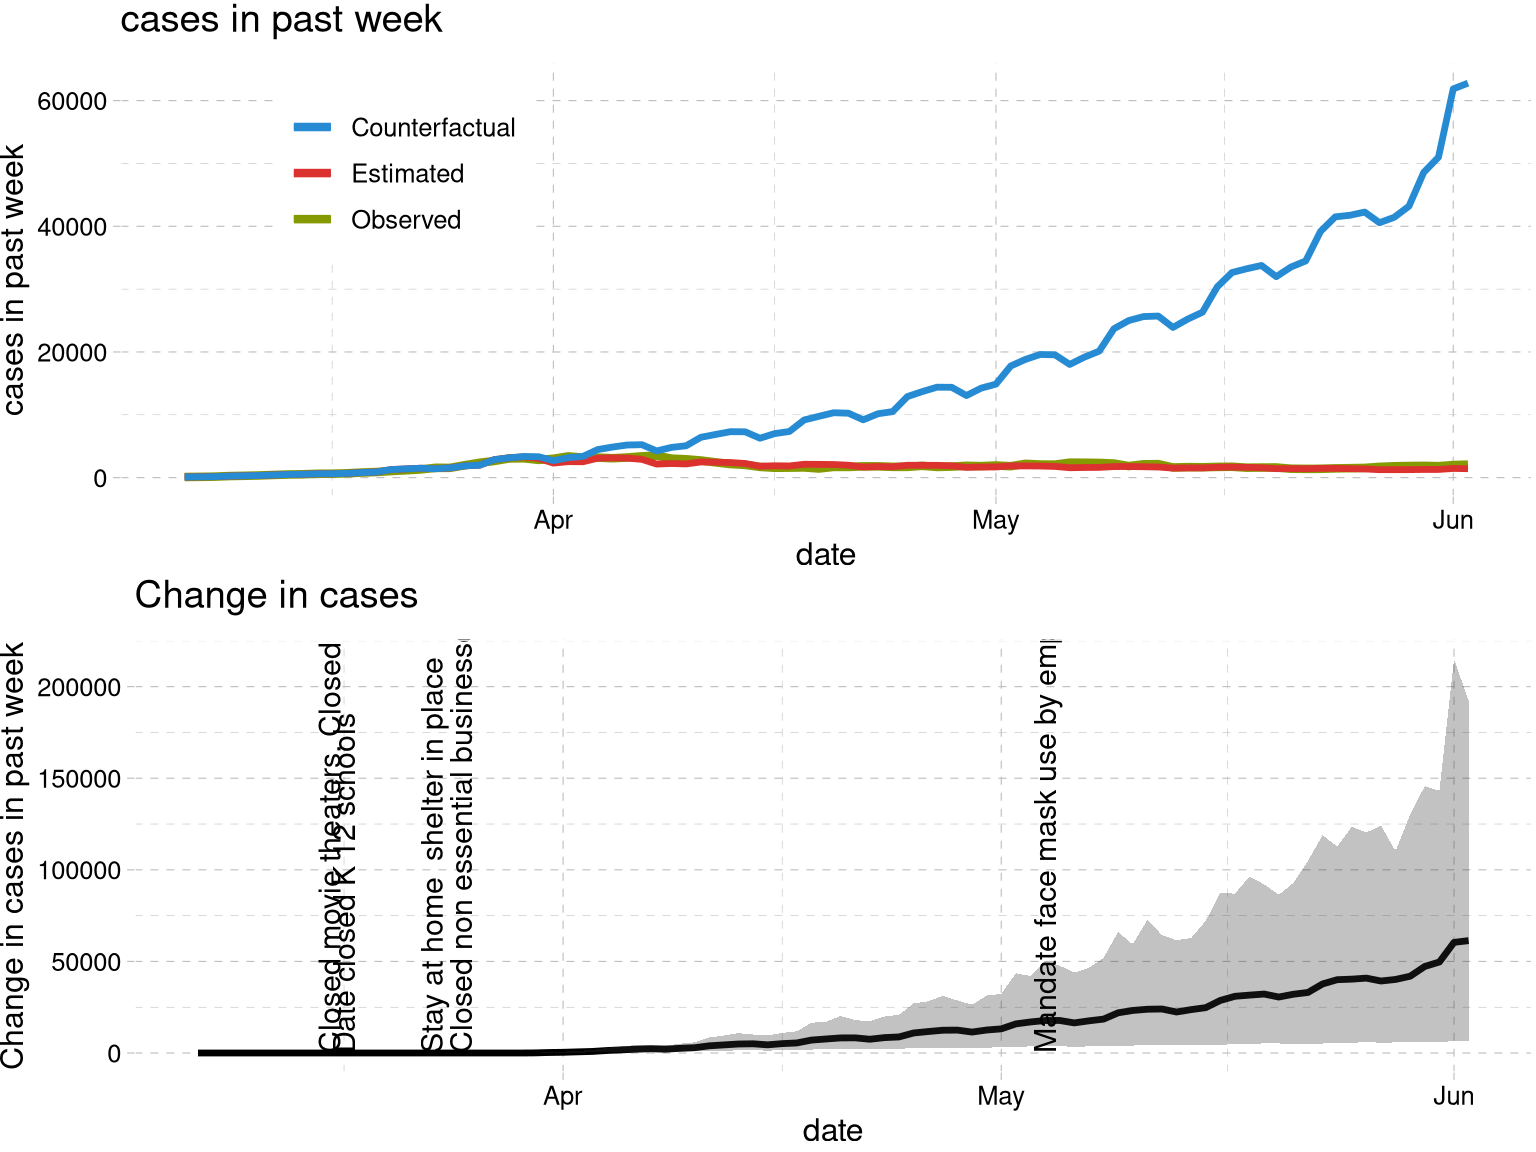 cases in past week
cases in past week
60000
40000
20000
0
Counterfactual
Estimated
Observed
Apr
May
Jun
date
Change in cases
Change in cases in past week
200000
150000
100000
50000
0
Closed movie theaters, Closed
Date closed K 12 schools
Stay at home  shelter in place
Closed non essential business
Mandate face mask use by em
Apr
May
Jun
date